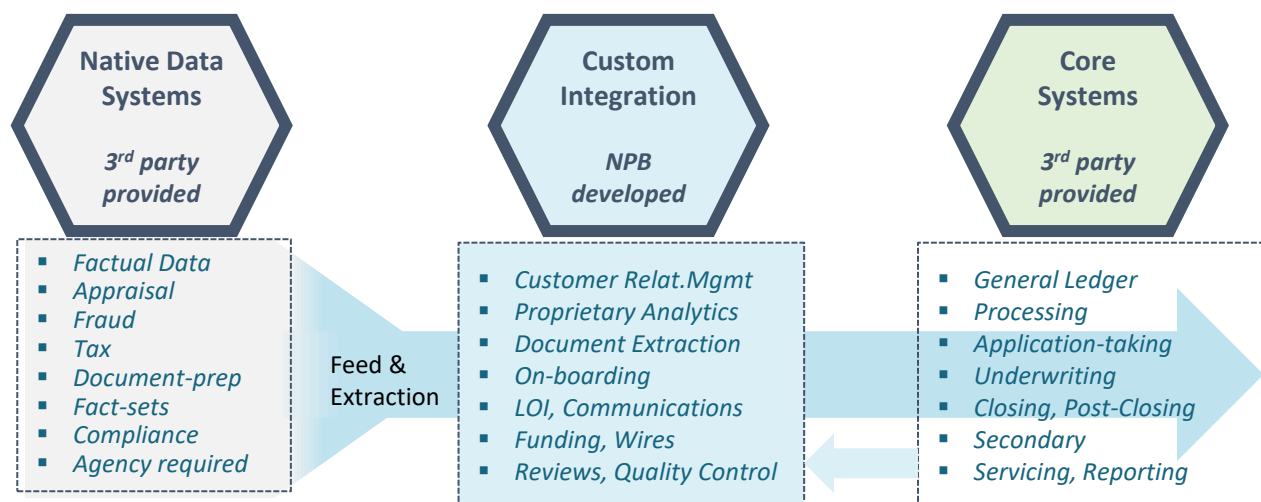 Native Data
Systems
3rd party
provided
▪ Factual Data
▪ Appraisal
▪ Fraud
▪ Tax
▪ Document-prep
▪ Fact-sets
▪ Compliance
▪ Agency required
Feed &
Extraction
Custom
Integration
NPB
developed
▪ Customer Relat.Mgmt
▪ Proprietary Analytics
▪ Document Extraction
▪ On-boarding
▪ LOI, Communications
▪ Funding, Wires
▪ Reviews, Quality Control
Core
Systems
3rd party
provided
▪ General Ledger
▪ Processing
▪ Application-taking
▪ Underwriting
▪ Closing, Post-Closing
▪ Secondary
▪ Servicing, Reporting